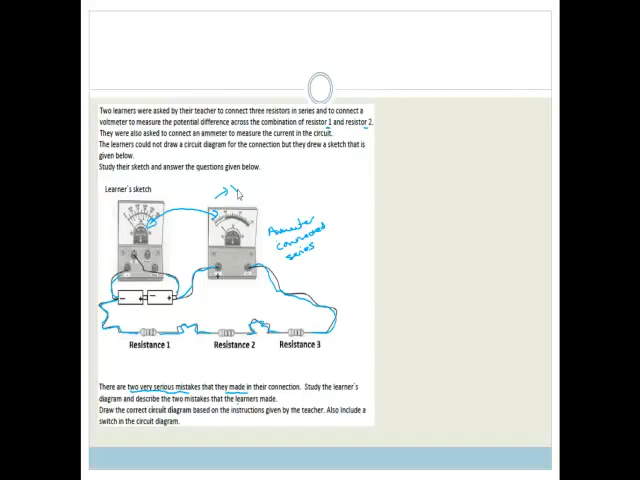 Two learners were asked by their teacher to connect three resistors in series and to connect a
voltmeter to measure the potential difference across the combination of resistor 1 and resistor 2.
They were also asked to connect an ammeter to measure the current in the circuit.
The learners could not draw a circuit diagram for the connection but they drew a sketch that is
given below.
Study their sketch and answer the questions given below.
Learner's sketch
Ammeter
connected
series
Resistance 1
Resistance 2
Resistance 3
There are two very serious mistakes that they made in their connection. Study the learner's
diagram and describe the two mistakes that the learners made.
Draw the correct circuit diagram based on the instructions given by the teacher. Also include a
switch in the circuit diagram.